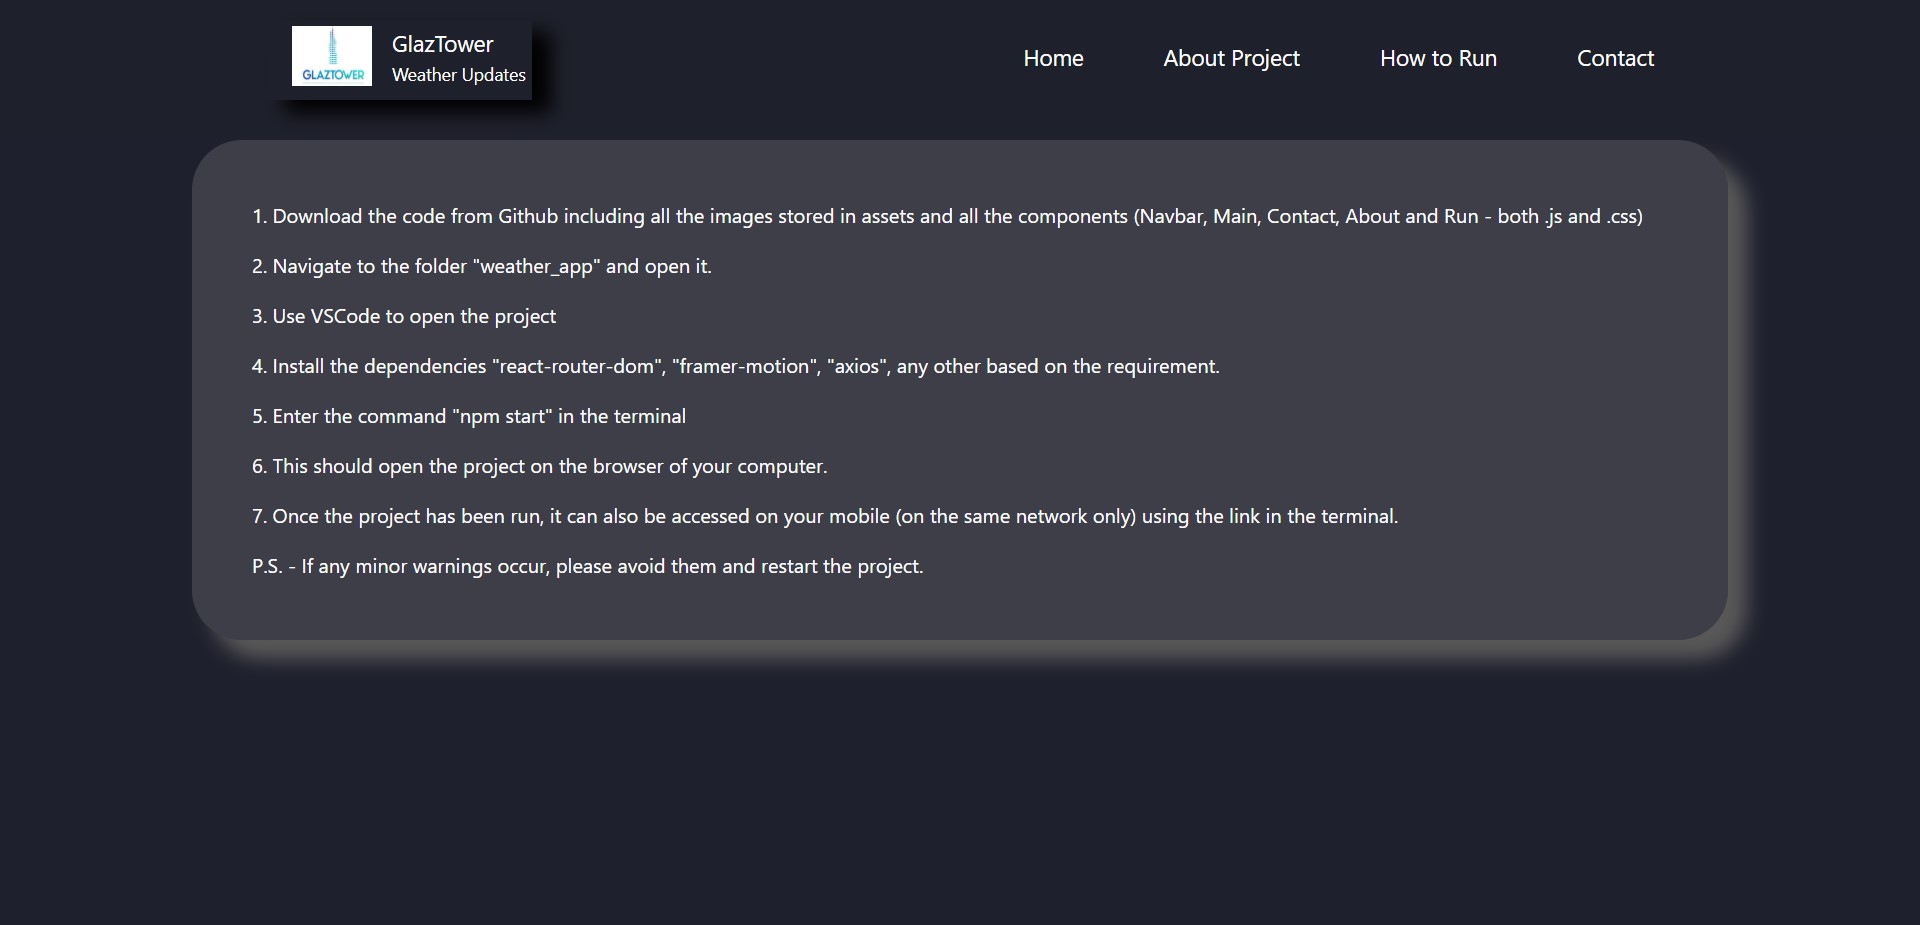 GLAZTOWER
GlazTower
Weather Updates
Home
About Project
How to Run
Contact
1. Download the code from Github including all the images stored in assets and all the components (Navbar, Main, Contact, About and Run - both .js and .css)
2. Navigate to the folder "weather_app" and open it.
3. Use VSCode to open the project
4. Install the dependencies "react-router-dom", "framer-motion", "axios", any other based on the requirement.
5. Enter the command "npm start" in the terminal
6. This should open the project on the browser of your computer.
7. Once the project has been run, it can also be accessed on your mobile (on the same network only) using the link in the terminal.
P.S. - If any minor warnings occur, please avoid them and restart the project.